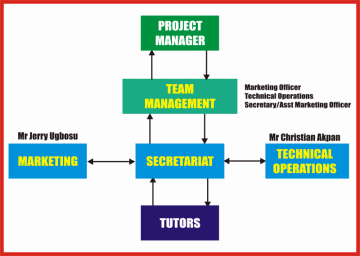 PROJECT
MANAGER
TEAM
MANAGEMENT
Marketing Officer
Technical Operations
Secretary/Asst Marketing Officer
Mr Jerry Ugbosu
Mr Christian Akpan
MARKETING
SECRETARIAT
TECHNICAL
OPERATIONS
TUTORS